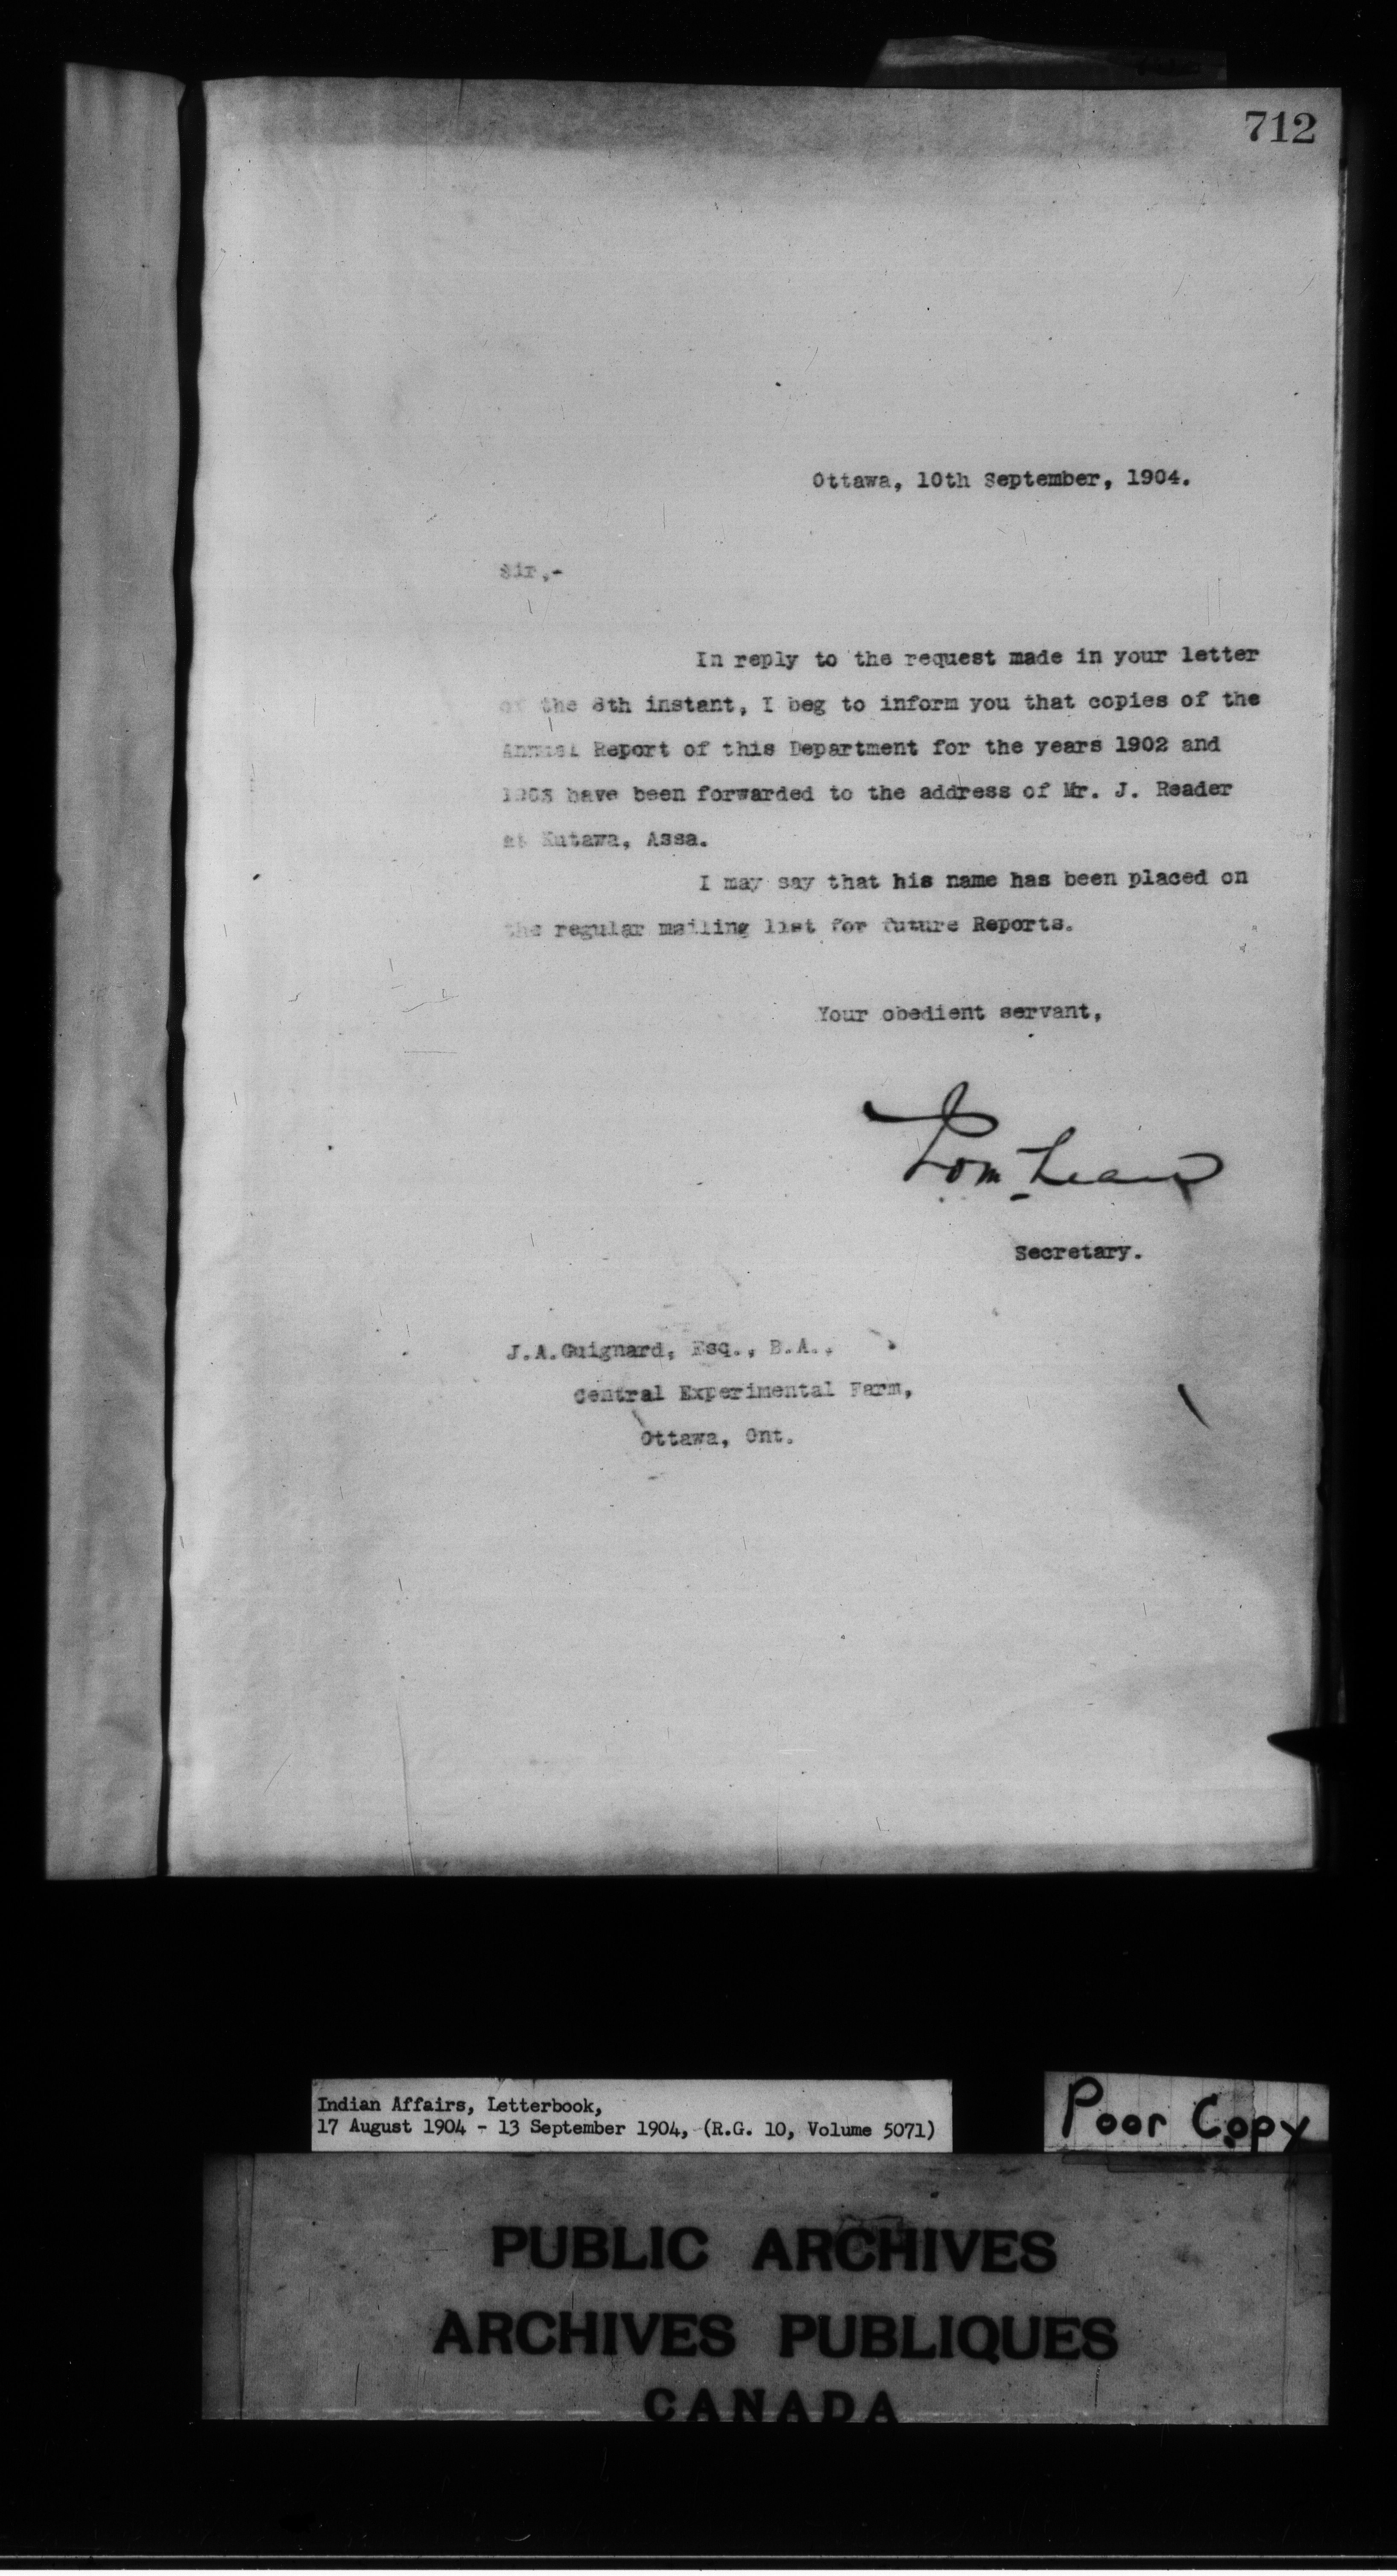 712
Ottawa, 10th September, 1904.
Sir,-
In reply to the request made in your letter
of the 8th instant, I beg to inform you that copies of the
Annual Report of this Department for the years 1902 and
1903 have been forwarded to the address of Mr. J. Reader
at Kutawa, Assa.
I may say that his name has been placed on
the regular mailing list for future Reports.
Your obedient servant,
Secretary.
J.A.Guignard, Esq., B.A.,
Central Experimental Farm,
Ottawa, Ont.
Indian Affairs, Letterbook,
17 August 1904 - 13 September 1904, (R.G. 10, Volume 5071)
Poor Copy
PUBLIC ARCHIVES
ARCHIVES PUBLIQUES
CANADA